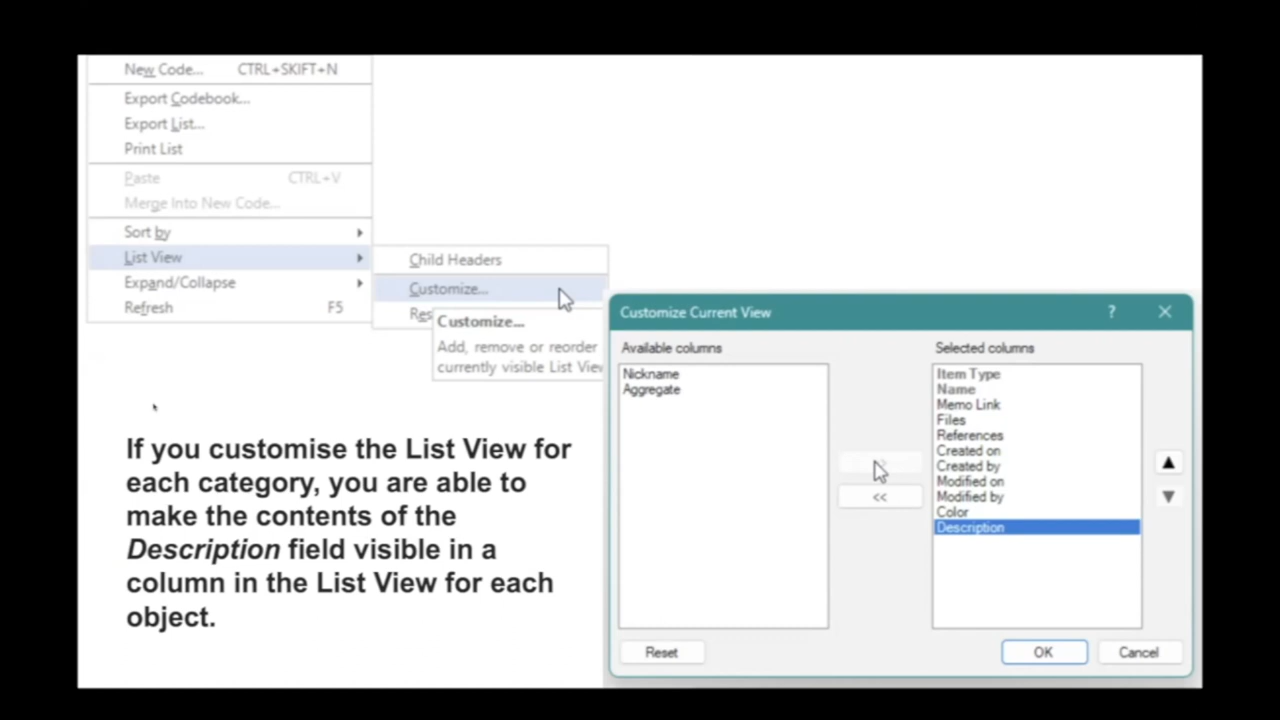 New Code... CTRL+SKIFT+N
Export Codebook...
Export List...
Print List
Paste CTRL+V
Merge Into New Code...
Sort by
List View
Expand/Collapse
Refresh F5
Child Headers
Customize...
Res
Customize...
Add, remove or reorder
currently visible List View
Customize Current View ?
Available columns
Nickname
Aggregate
<<
Selected columns
Item Type
Name
Memo Link
Files
References
Created on
Created by
Modified on
Modified by
Color
Description
Reset
OK
Cancel
If you customise the List View for
each category, you are able to
make the contents of the
Description field visible in a
column in the List View for each
object.